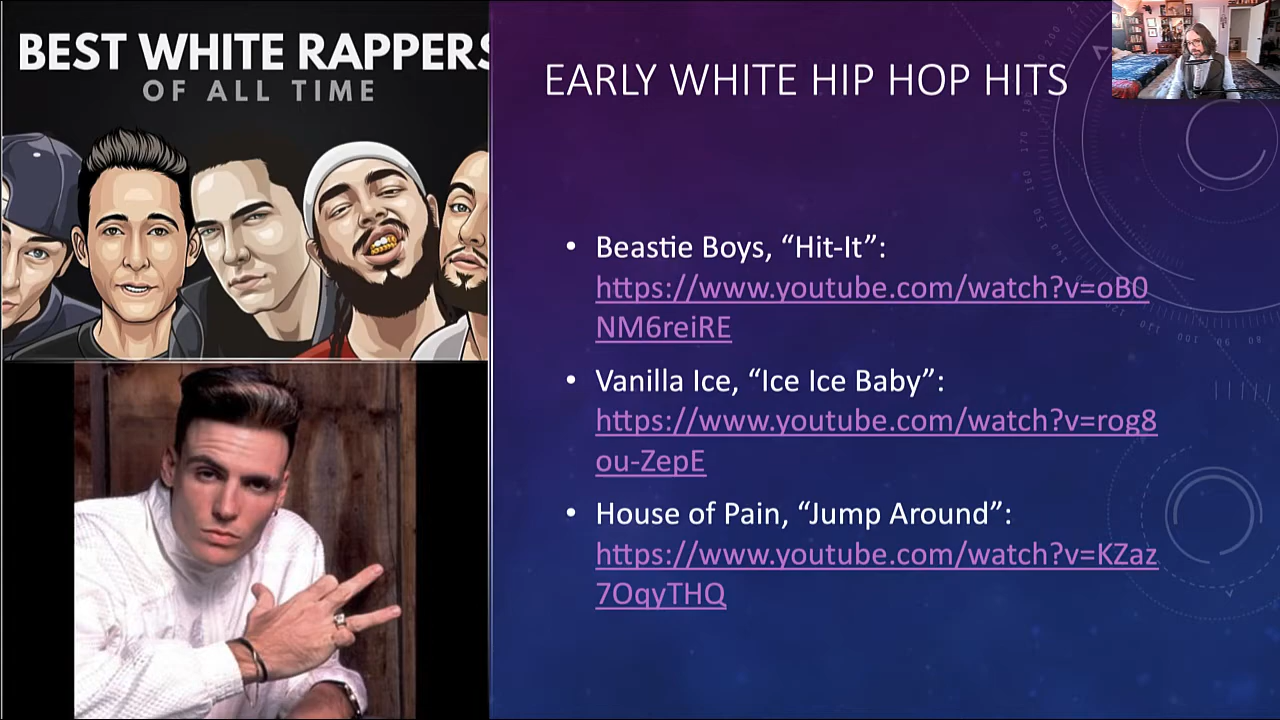 BEST WHITE RAPPERS
OF ALL TIME
EARLY WHITE HIP HOP HITS
• Beastie Boys, “Hit-It”:
https://www.youtube.com/watch?v=oB0
NM6reiRE
• Vanilla Ice, “Ice Ice Baby”:
https://www.youtube.com/watch?v=rog8
ou-ZepE
• House of Pain, “Jump Around”:
https://www.youtube.com/watch?v=KZaz
7OqyTHQ